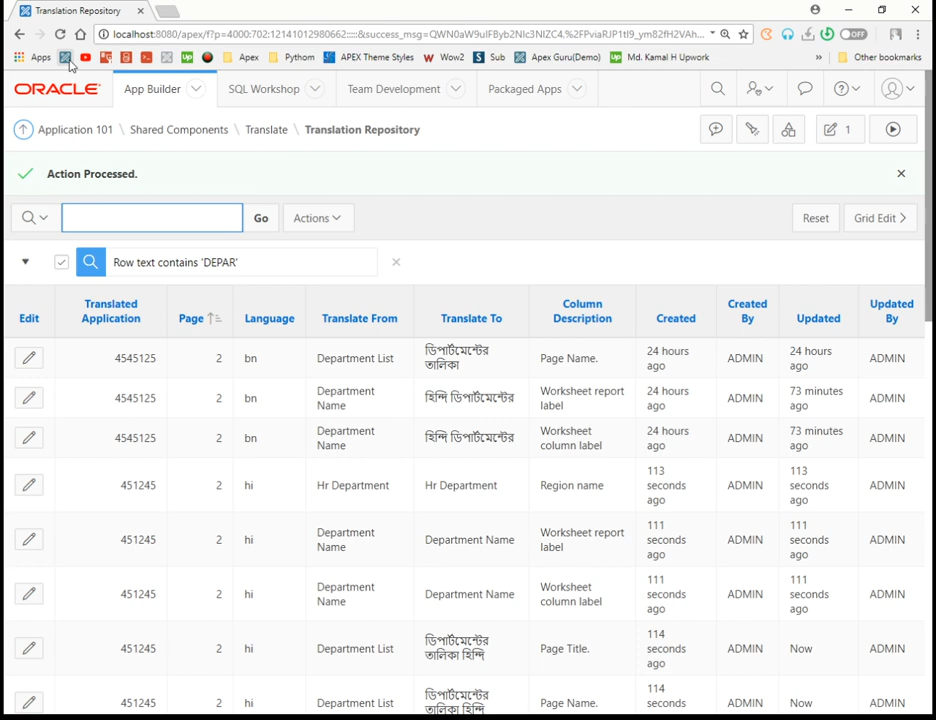 Translation Repository
localhost:8080/apex/f?p=4000:702:12141012980662:::::&success_msg=
OFF
Apps
Apex
Python
APEX Theme Styles
Wow2
Sub
Apex Guru(Demo)
Md. Kamal H Upwork
»
Other bookmarks
ORACLE
App Builder
SQL Workshop
Team Development
Packaged Apps
Application 101 \ Shared Components \ Translate \ Translation Repository
1
Action Processed.
Go
Actions
Reset
Grid Edit
Row text contains 'DEPAR'
Edit Translated Application Page Language Translate From Translate To Column Description Created Created By Updated Updated By
4545125 2 bn Department List ডিপার্টমেন্টের তালিকা Page Name. 24 hours ago ADMIN 24 hours ago ADMIN
4545125 2 bn Department Name হিন্দি ডিপার্টমেন্টের Worksheet report label 24 hours ago ADMIN 73 minutes ago ADMIN
4545125 2 bn Department Name হিন্দি ডিপার্টমেন্টের Worksheet column label 24 hours ago ADMIN 73 minutes ago ADMIN
451245 2 hi Hr Department Hr Department Region name 113 seconds ago ADMIN 113 seconds ago ADMIN
451245 2 hi Department Name Department Name Worksheet report label 111 seconds ago ADMIN 111 seconds ago ADMIN
451245 2 hi Department Name Department Name Worksheet column label 111 seconds ago ADMIN 111 seconds ago ADMIN
451245 2 hi Department List ডিপার্টমেন্টের তালিকা হিন্দি Page Title. 114 seconds ago ADMIN Now ADMIN
451245 2 hi Department List ডিপার্টমেন্টের তালিকা হিন্দি Page Name. 114 seconds ADMIN Now ADMIN